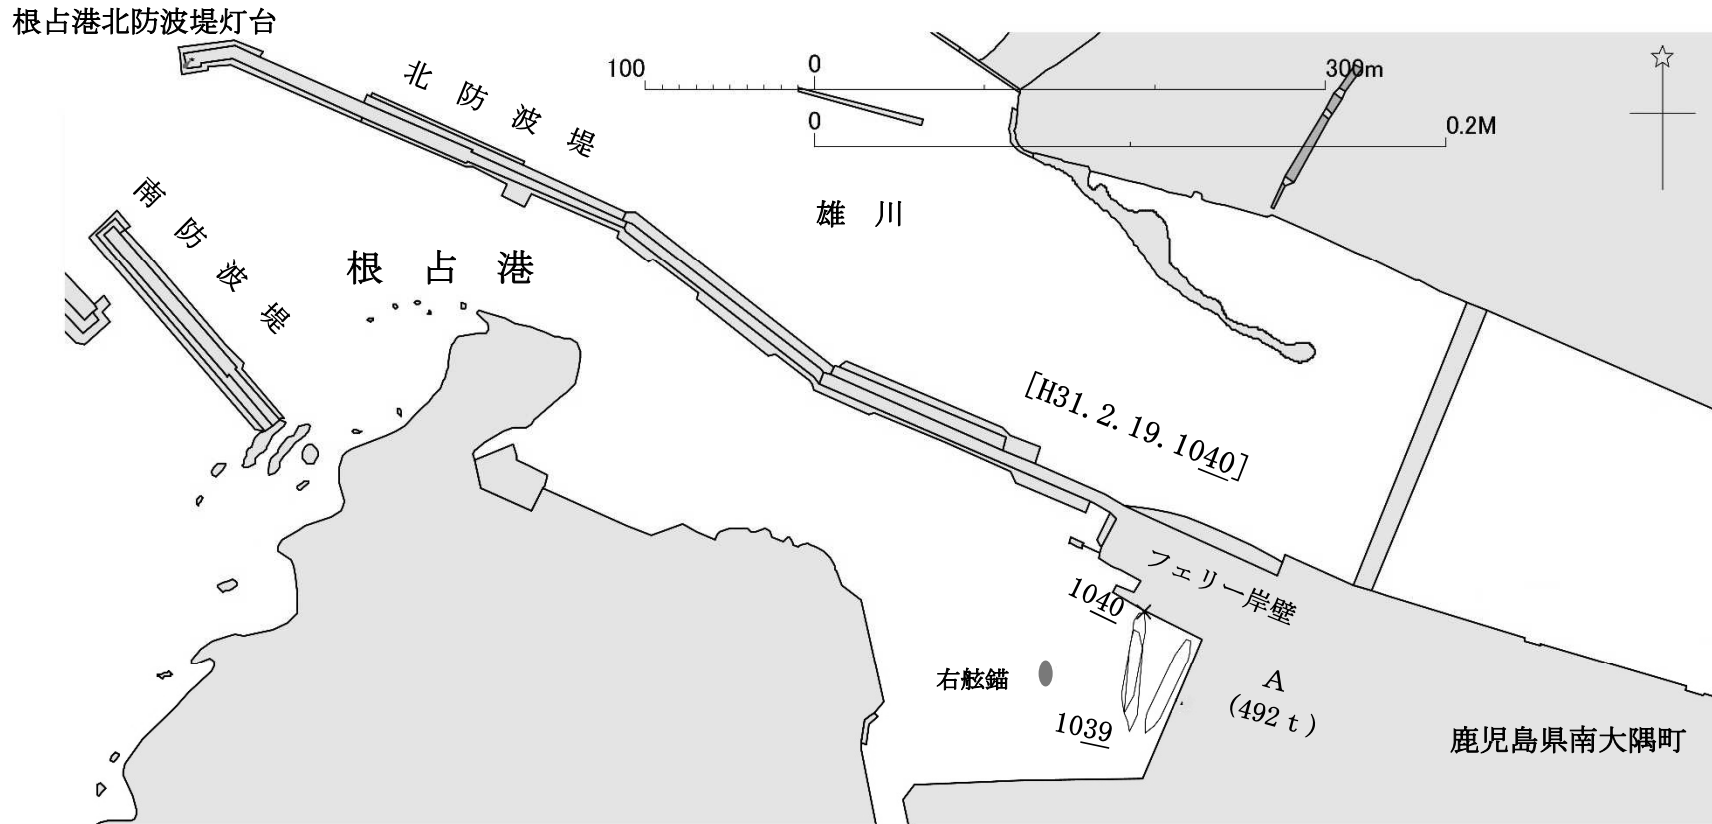 根占港北防波堤灯台
100
0
300m
0
0.2M
北防波堤
南防波堤
雄川
根占港
[H31.2.19.1040]
フェリー岸壁
1040
右舷錨
1039
A
(492ｔ)
鹿児島県南大隅町